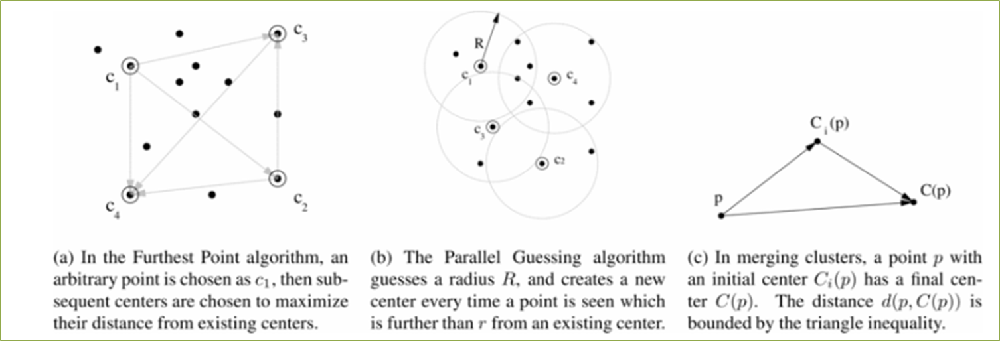 c1
c3
c2
c4
R
c1
c4
c3
c2
Ci(p)
p
C(p)
(a) In the Furthest Point algorithm, an
arbitrary point is chosen as c1, then sub-
sequent centers are chosen to maximize
their distance from existing centers.
(b) The Parallel Guessing algorithm
guesses a radius R, and creates a new
center every time a point is seen which
is further than r from an existing center.
(c) In merging clusters, a point p with
an initial center Ci(p) has a final cen-
ter C(p). The distance d(p, C(p)) is
bounded by the triangle inequality.